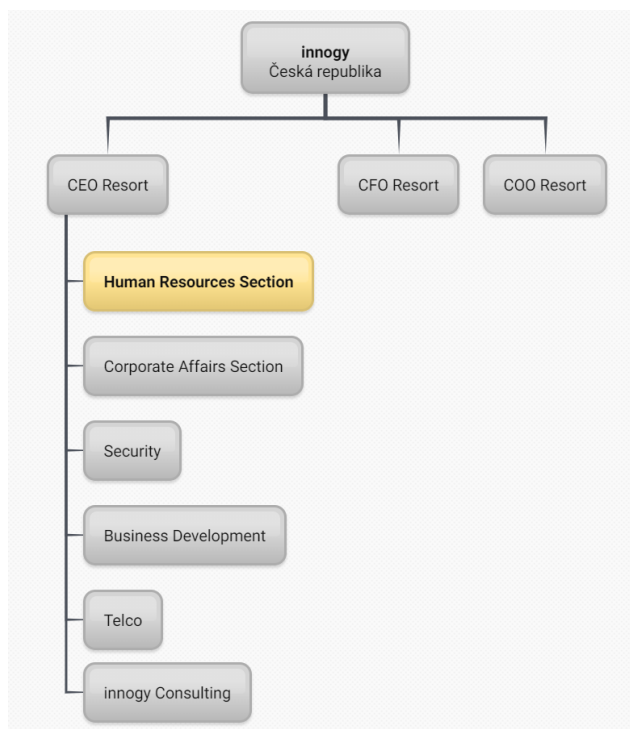 innogy
Česká republika
CEO Resort
CFO Resort
COO Resort
Human Resources Section
Corporate Affairs Section
Security
Business Development
Telco
innogy Consulting